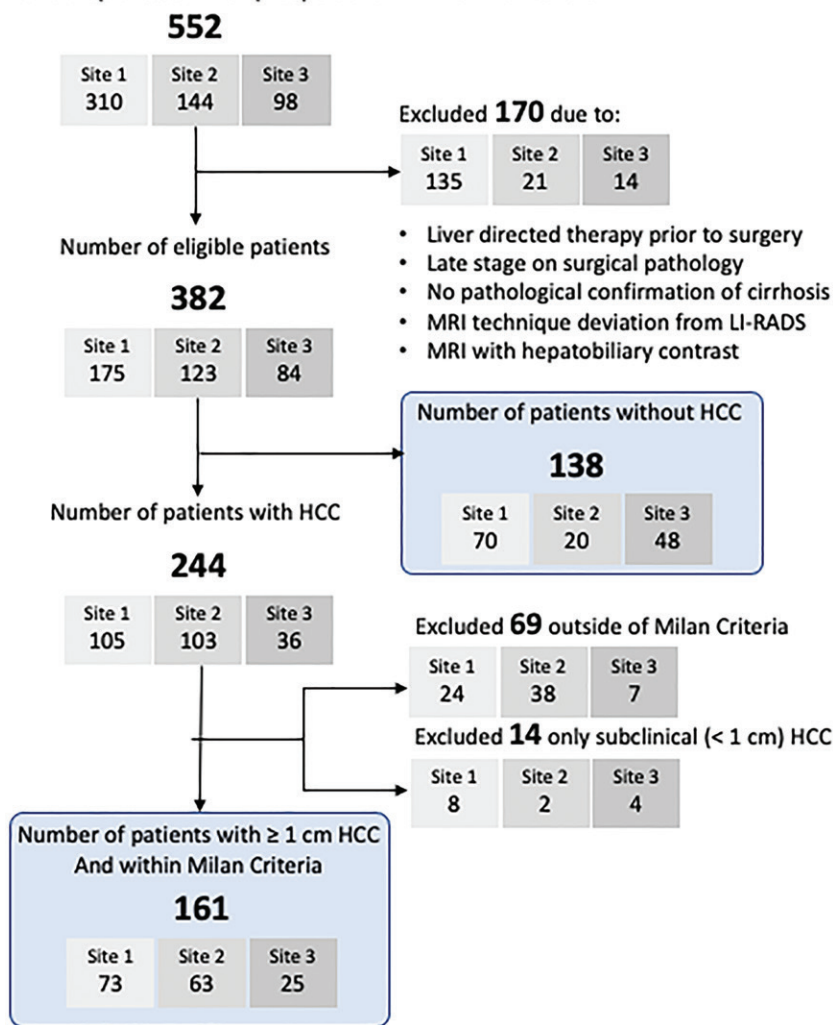 552
Site 1 Site 2 Site 3
310 144 98
Excluded 170 due to:
Site 1 Site 2 Site 3
135 21 14
• Liver directed therapy prior to surgery
• Late stage on surgical pathology
• No pathological confirmation of cirrhosis
• MRI technique deviation from LI-RADS
• MRI with hepatobiliary contrast
Number of eligible patients
382
Site 1 Site 2 Site 3
175 123 84
Number of patients without HCC
138
Site 1 Site 2 Site 3
70 20 48
Number of patients with HCC
244
Site 1 Site 2 Site 3
105 103 36
Excluded 69 outside of Milan Criteria
Site 1 Site 2 Site 3
24 38 7
Excluded 14 only subclinical (< 1 cm) HCC
Site 1 Site 2 Site 3
8 2 4
Number of patients with ≥ 1 cm HCC
And within Milan Criteria
161
Site 1 Site 2 Site 3
73 63 25